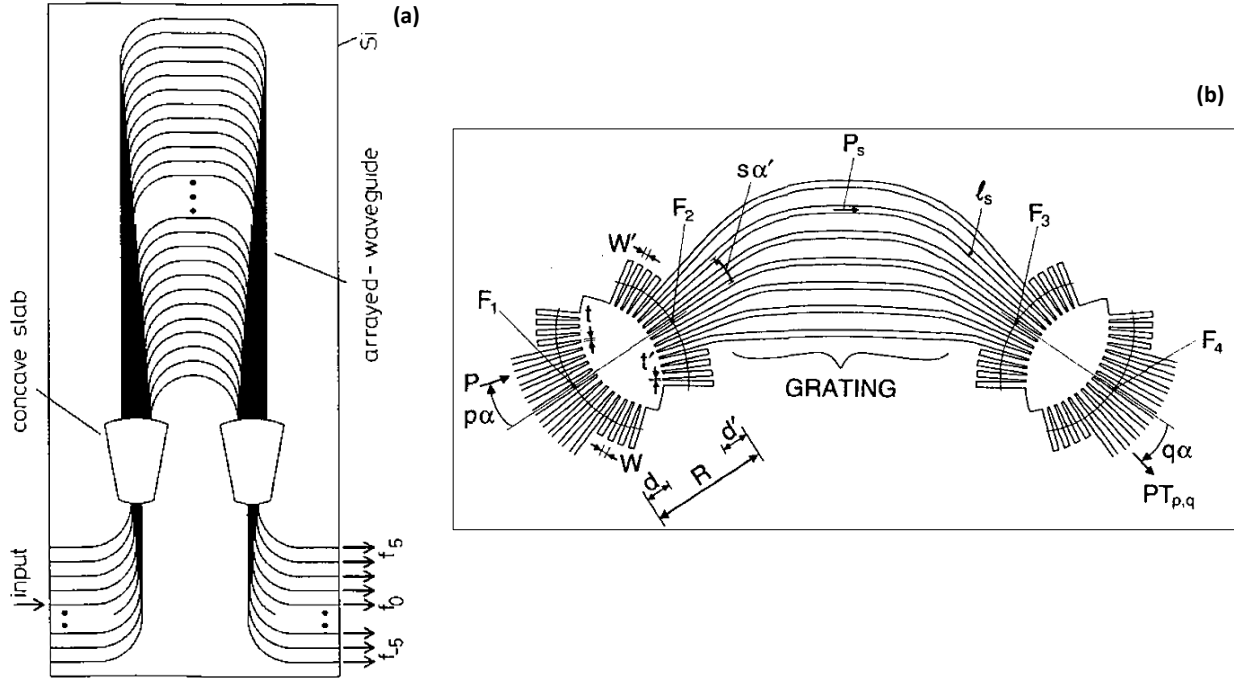 (a)
Si
arrayed-waveguide
concave slab
input
f₅
f₀
f₋₅
(b)
Pₛ
sα′
ℓₛ
F₂
F₃
W′
F₁
t
t′
P
pα
W
GRATING
F₄
d′
R
d
qα
PTₚ,q